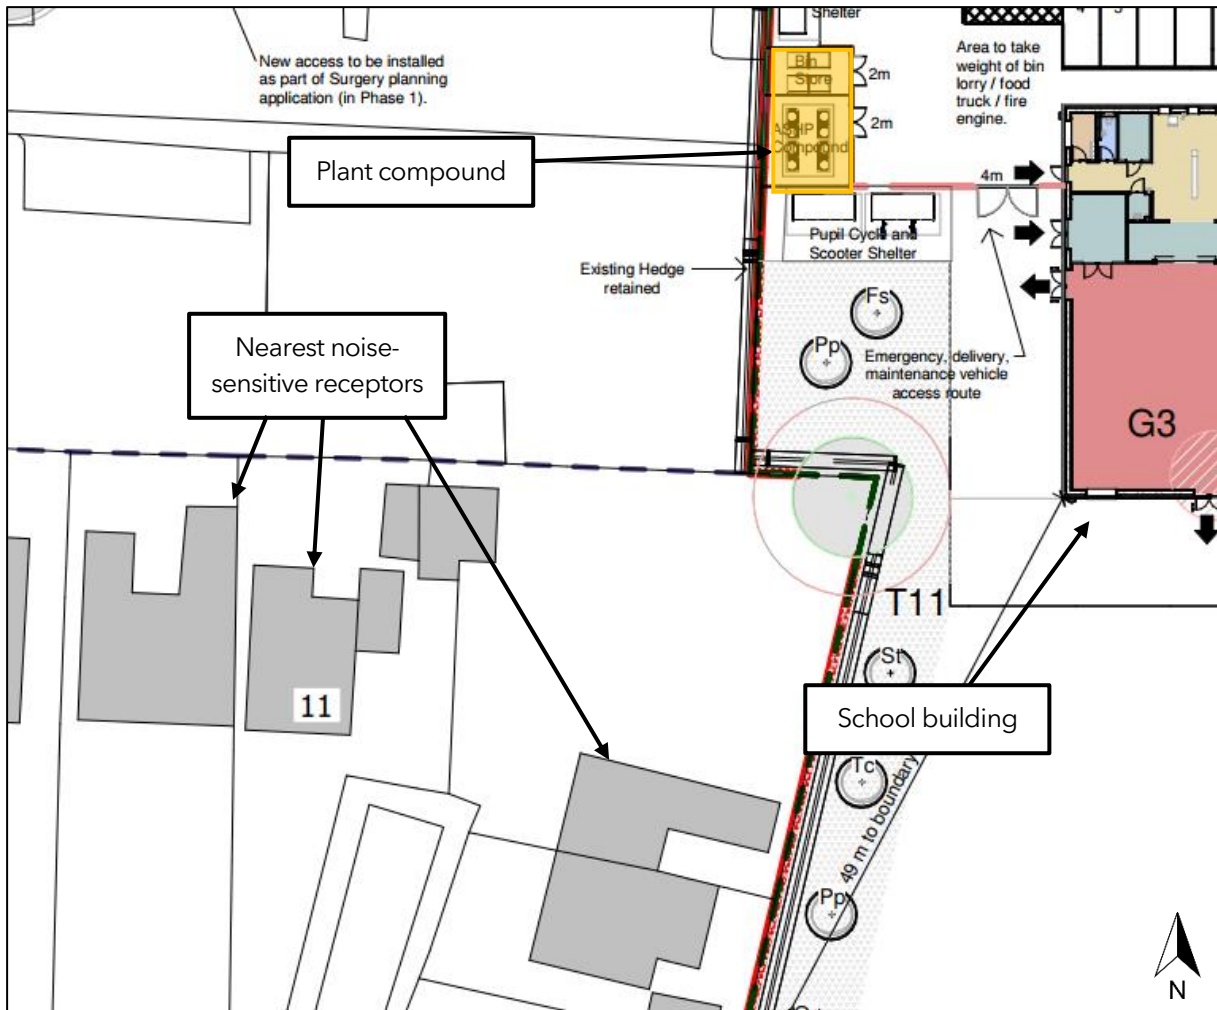 Shelter
New access to be installed
as part of Surgery planning
application (in Phase 1).
Bin
Store
2m
ASHP
Compound
2m
Area to take
weight of bin
lorry / food
truck / fire
engine.
Plant compound
4m
Pupil Cycle and
Scooter Shelter
Existing Hedge
retained
Fs
Pp
Nearest noise-
sensitive receptors
Emergency, delivery,
maintenance vehicle
access route
G3
T11
St
11
School building
Tc
49 m to boundary
Pp
N